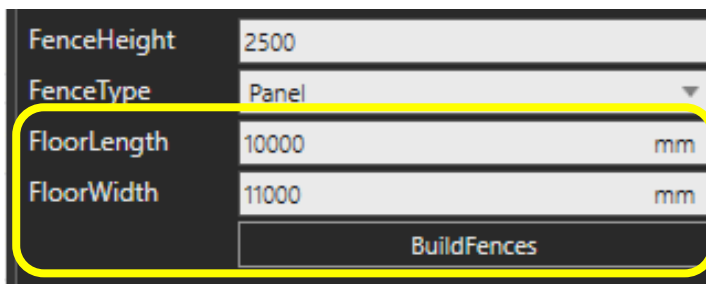 FenceHeight 2500
FenceType Panel
FloorLength 10000 mm
FloorWidth 11000 mm
BuildFences